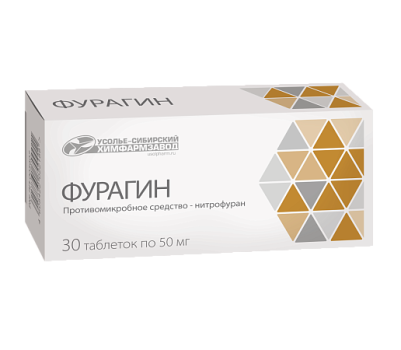 ФУРАГИН
УСОЛЬЕ-СИБИРСКИЙ
ХИМФАРМЗАВОД
ФУРАГИН
Противомикробное средство - нитрофуран
30 таблеток по 50 мг